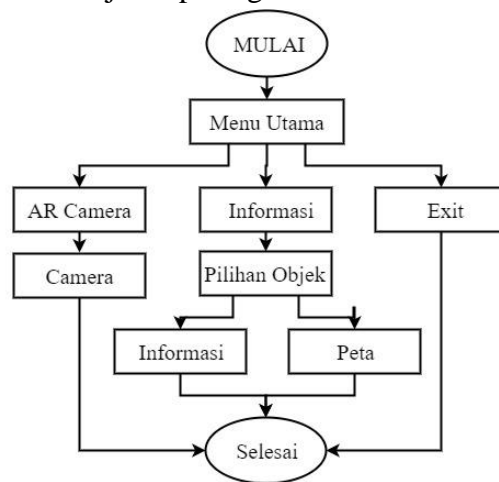 MULAI
Menu Utama
AR Camera
Informasi
Exit
Camera
Pilihan Objek
Informasi
Peta
Selesai